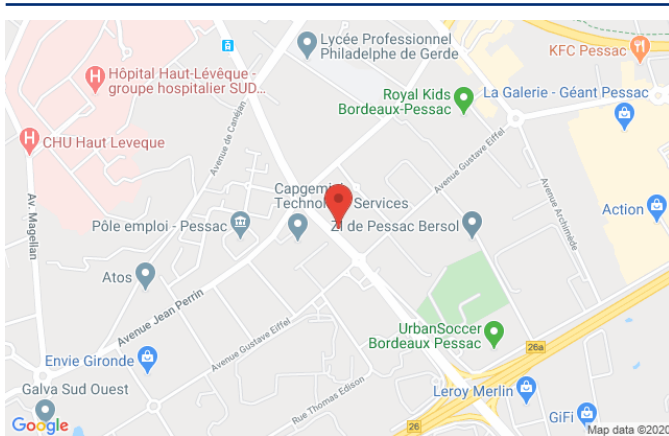 Lycée Professionnel
Philadelphe de Gerde
KFC Pessac
Hôpital Haut-Lévêque -
groupe hospitalier SUD...
Royal Kids
Bordeaux-Pessac
La Galerie - Géant Pessac
CHU Haut Leveque
Avenue de Canéjan
Avenue Gustave Eiffel
Av. Magellan
Capgemini
Services
Avenue Archimède
Action
Pôle emploi - Pessac
ZI de Pessac Bersol
Atos
Avenue Jean Perrin
UrbanSoccer
Bordeaux Pessac
26a
Avenue Gustave Eiffel
Envie Gironde
Galva Sud Ouest
Rue Thomas Edison
Leroy Merlin
GiFi
26
Google
Map data ©2020